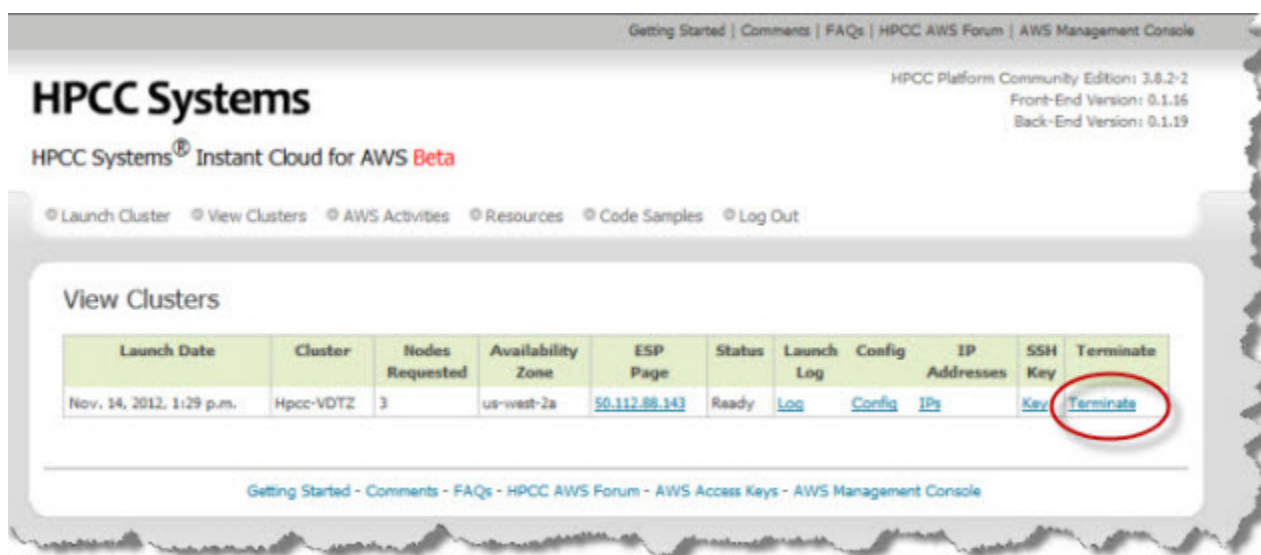 Getting Started | Comments | FAQs | HPCC AWS Forum | AWS Management Console
HPCC Systems
HPCC Platform Community Edition: 3.8.2-2
Front-End Version: 0.1.16
Back-End Version: 0.1.19
HPCC Systems® Instant Cloud for AWS Beta
Launch Cluster View Clusters AWS Activities Resources Code Samples Log Out
View Clusters
Launch Date Cluster Nodes Requested Availability Zone ESP Page Status Launch Log Config IP Addresses SSH Key Terminate
Nov. 14, 2012, 1:29 p.m. Hpcc-VDTZ 3 us-west-2a 50.112.88.143 Ready Log Config IPs Key Terminate
Getting Started - Comments - FAQs - HPCC AWS Forum - AWS Access Keys - AWS Management Console